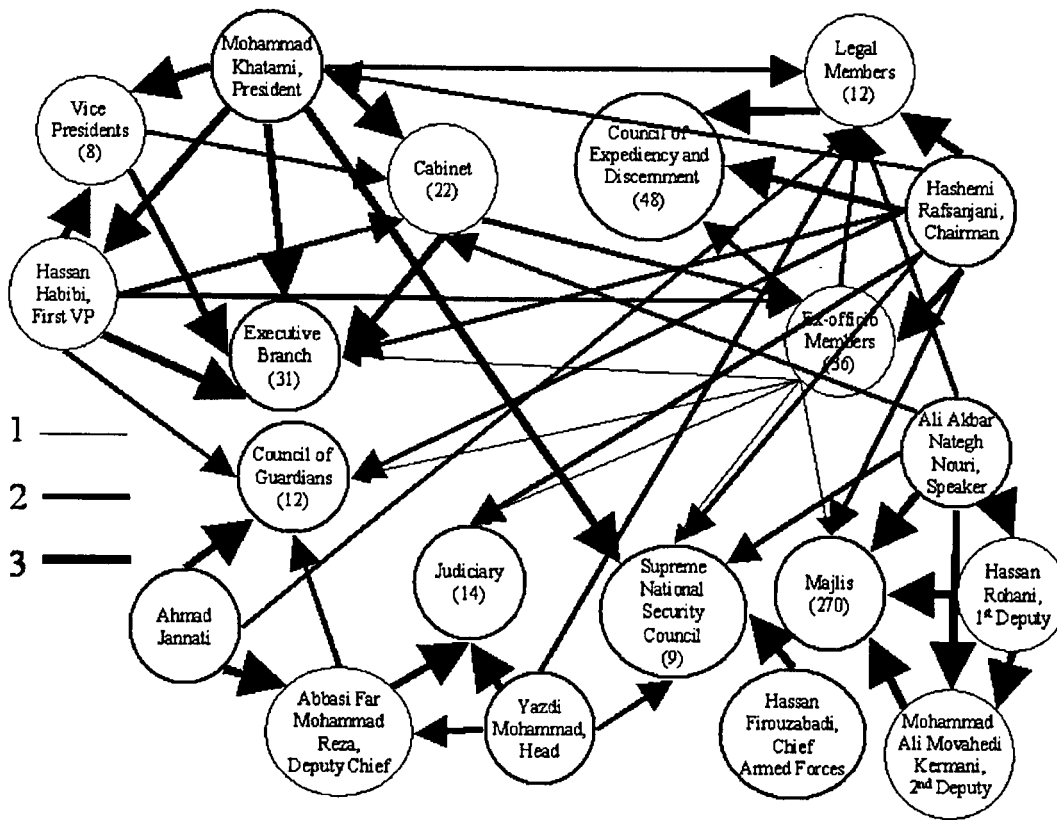 Mohammad
Khatami,
President
Legal
Members
(12)
Vice
Presidents
(8)
Council of
Expediency and
Discernment
(48)
Cabinet
(22)
Hashemi
Rafsanjani,
Chairman
Hassan
Habibi,
First VP
Executive
Branch
(31)
Ex-officio
Members
(36)
Ali Akbar
Nategh
Nouri,
Speaker
1
2
3
Council of
Guardians
(12)
Judiciary
(14)
Supreme
National
Security
Council
(9)
Majlis
(270)
Hassan
Rohani,
1st Deputy
Ahmad
Jannati
Abbasi Far
Mohammad
Reza,
Deputy Chief
Yazdi
Mohammad,
Head
Hassan
Firouzabadi,
Chief
Armed Forces
Mohammad
Ali Movahedi
Kermani,
2nd Deputy